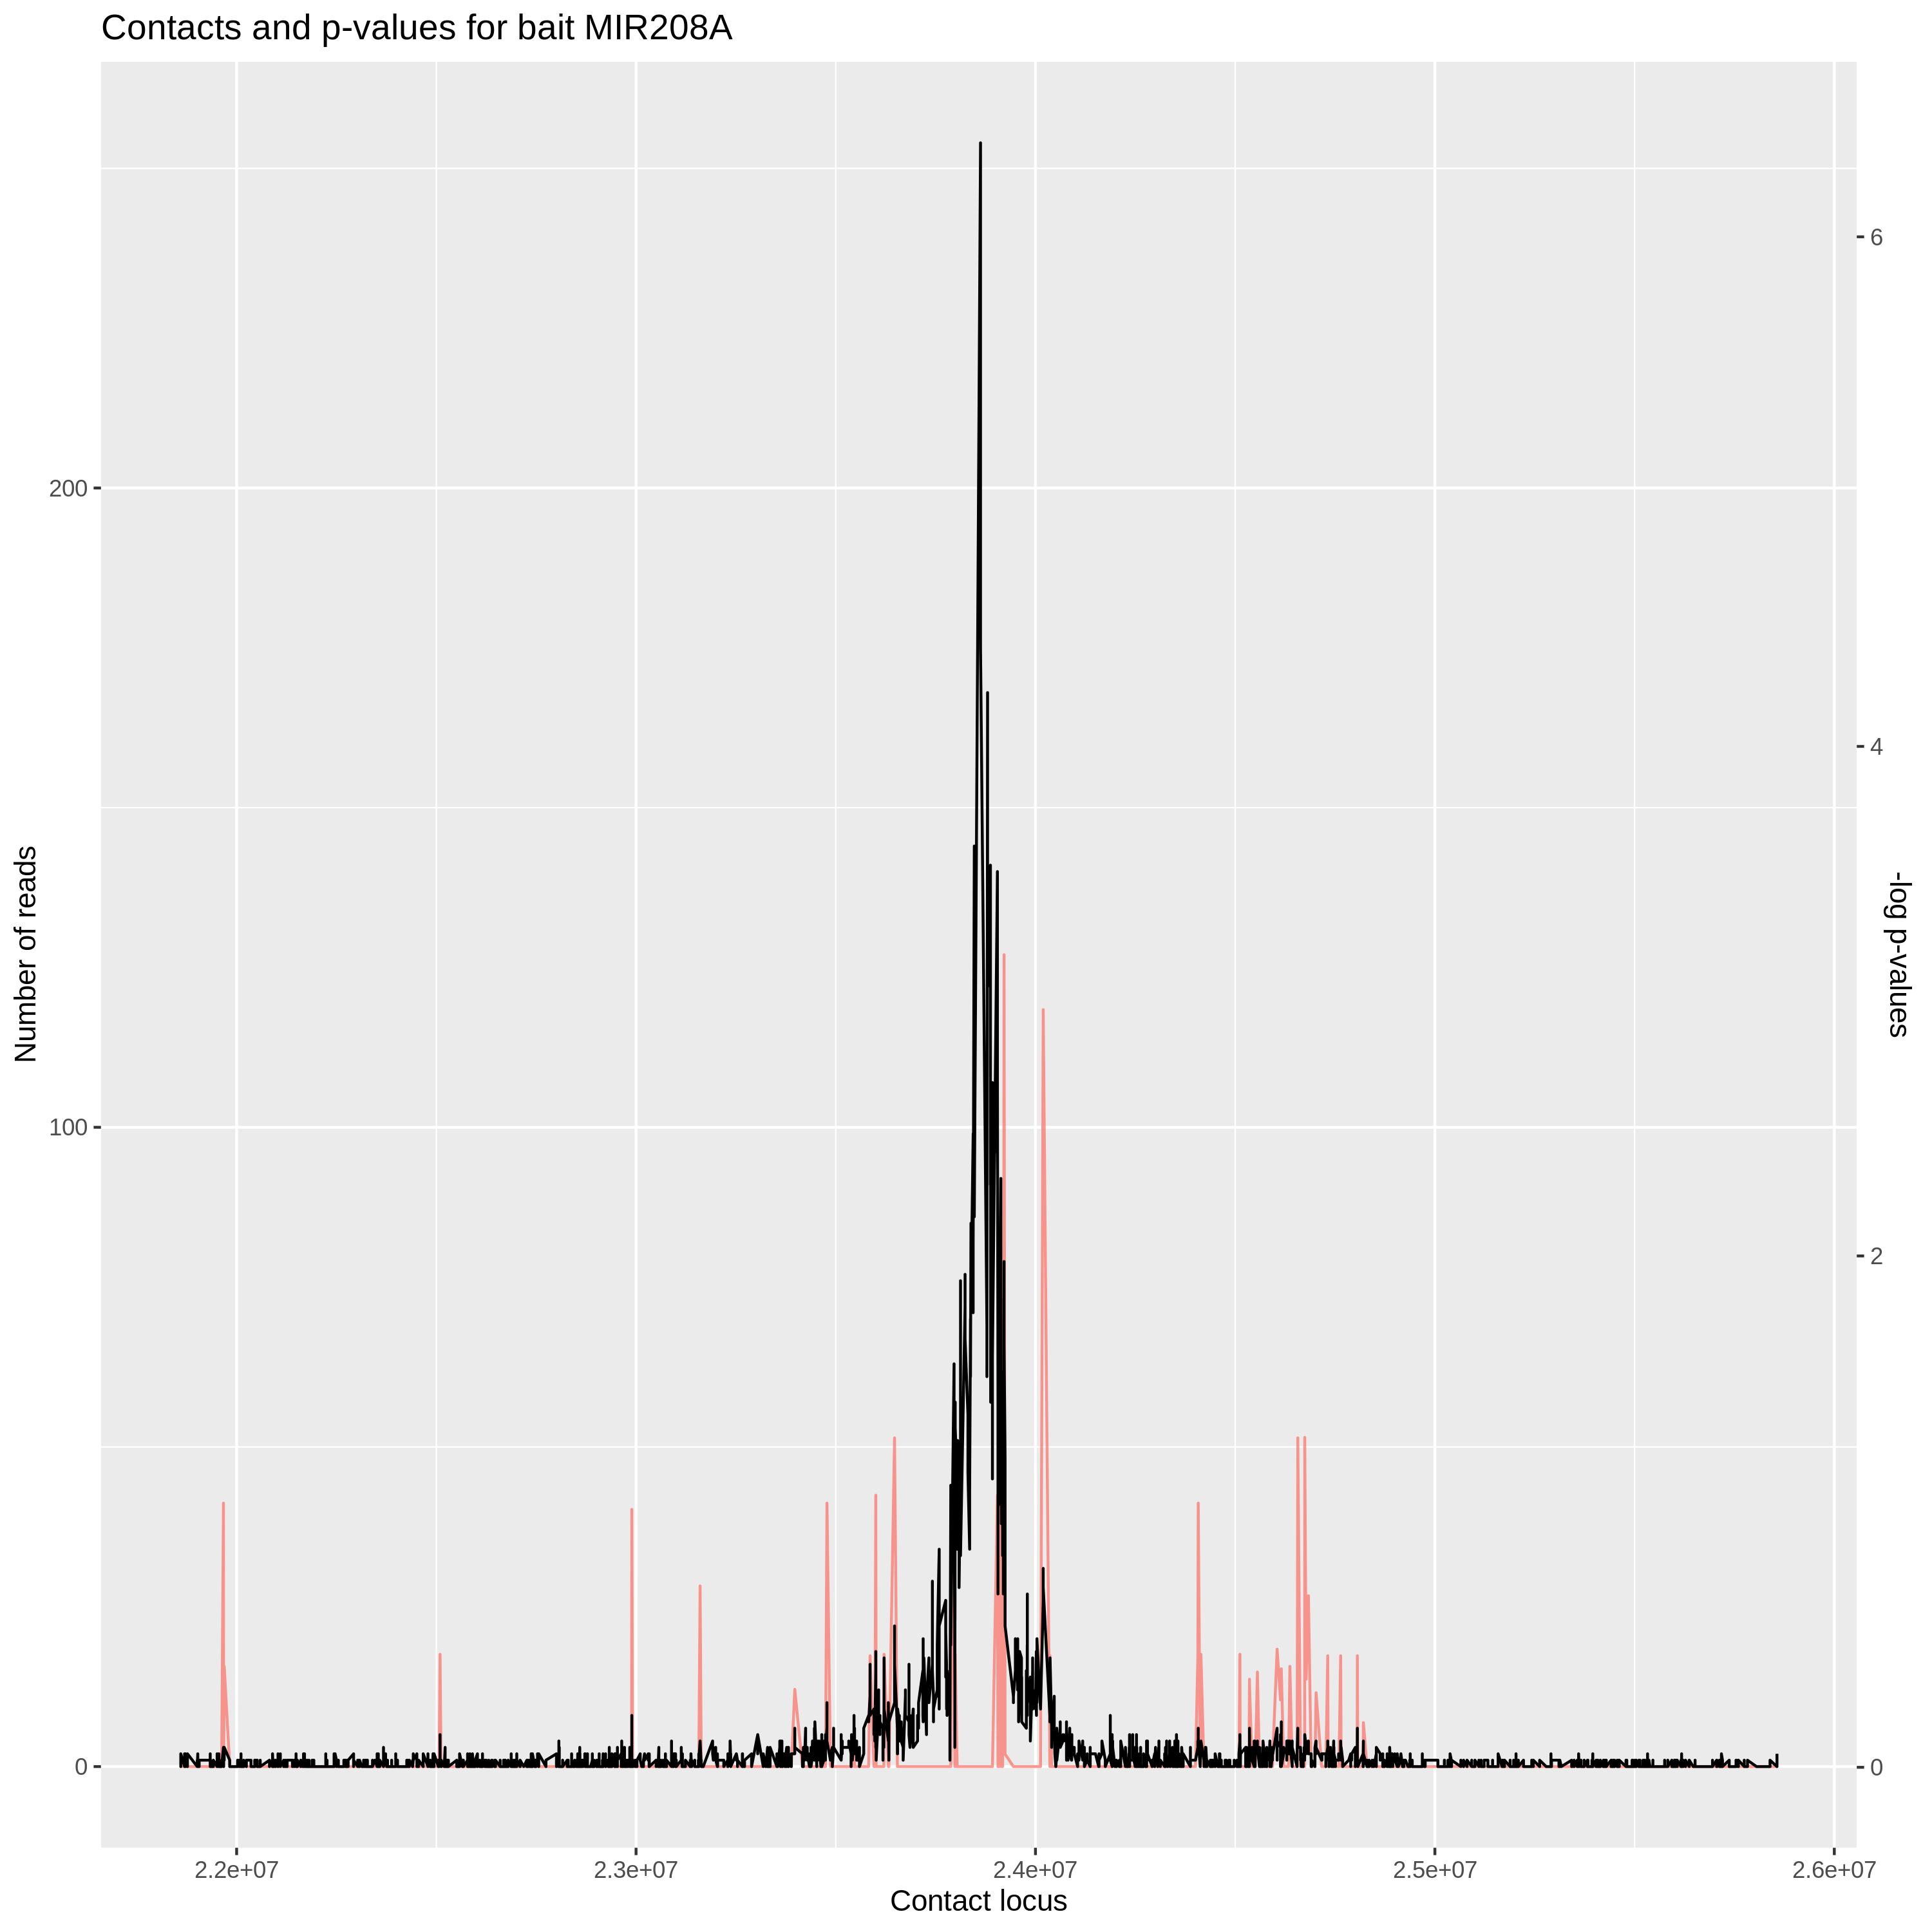 Contacts and p-values for bait MIR208A
Number of reads
200
100
0
6
4
2
0
-log p-values
2.2e+07
2.3e+07
2.4e+07
2.5e+07
2.6e+07
Contact locus